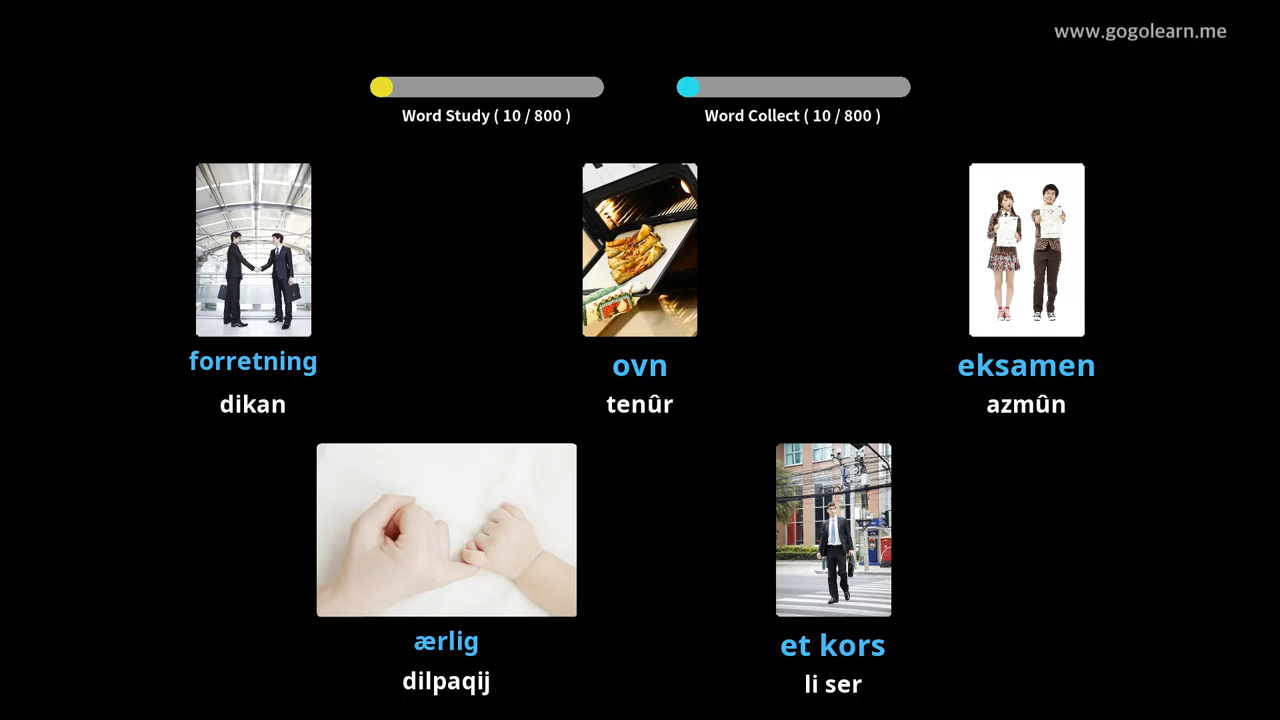 www.gogolearn.me
Word Study ( 10 / 800 )
Word Collect ( 10 / 800 )
forretning
dikan
ovn
tenûr
eksamen
azmûn
ærlig
dilpaqij
et kors
li ser